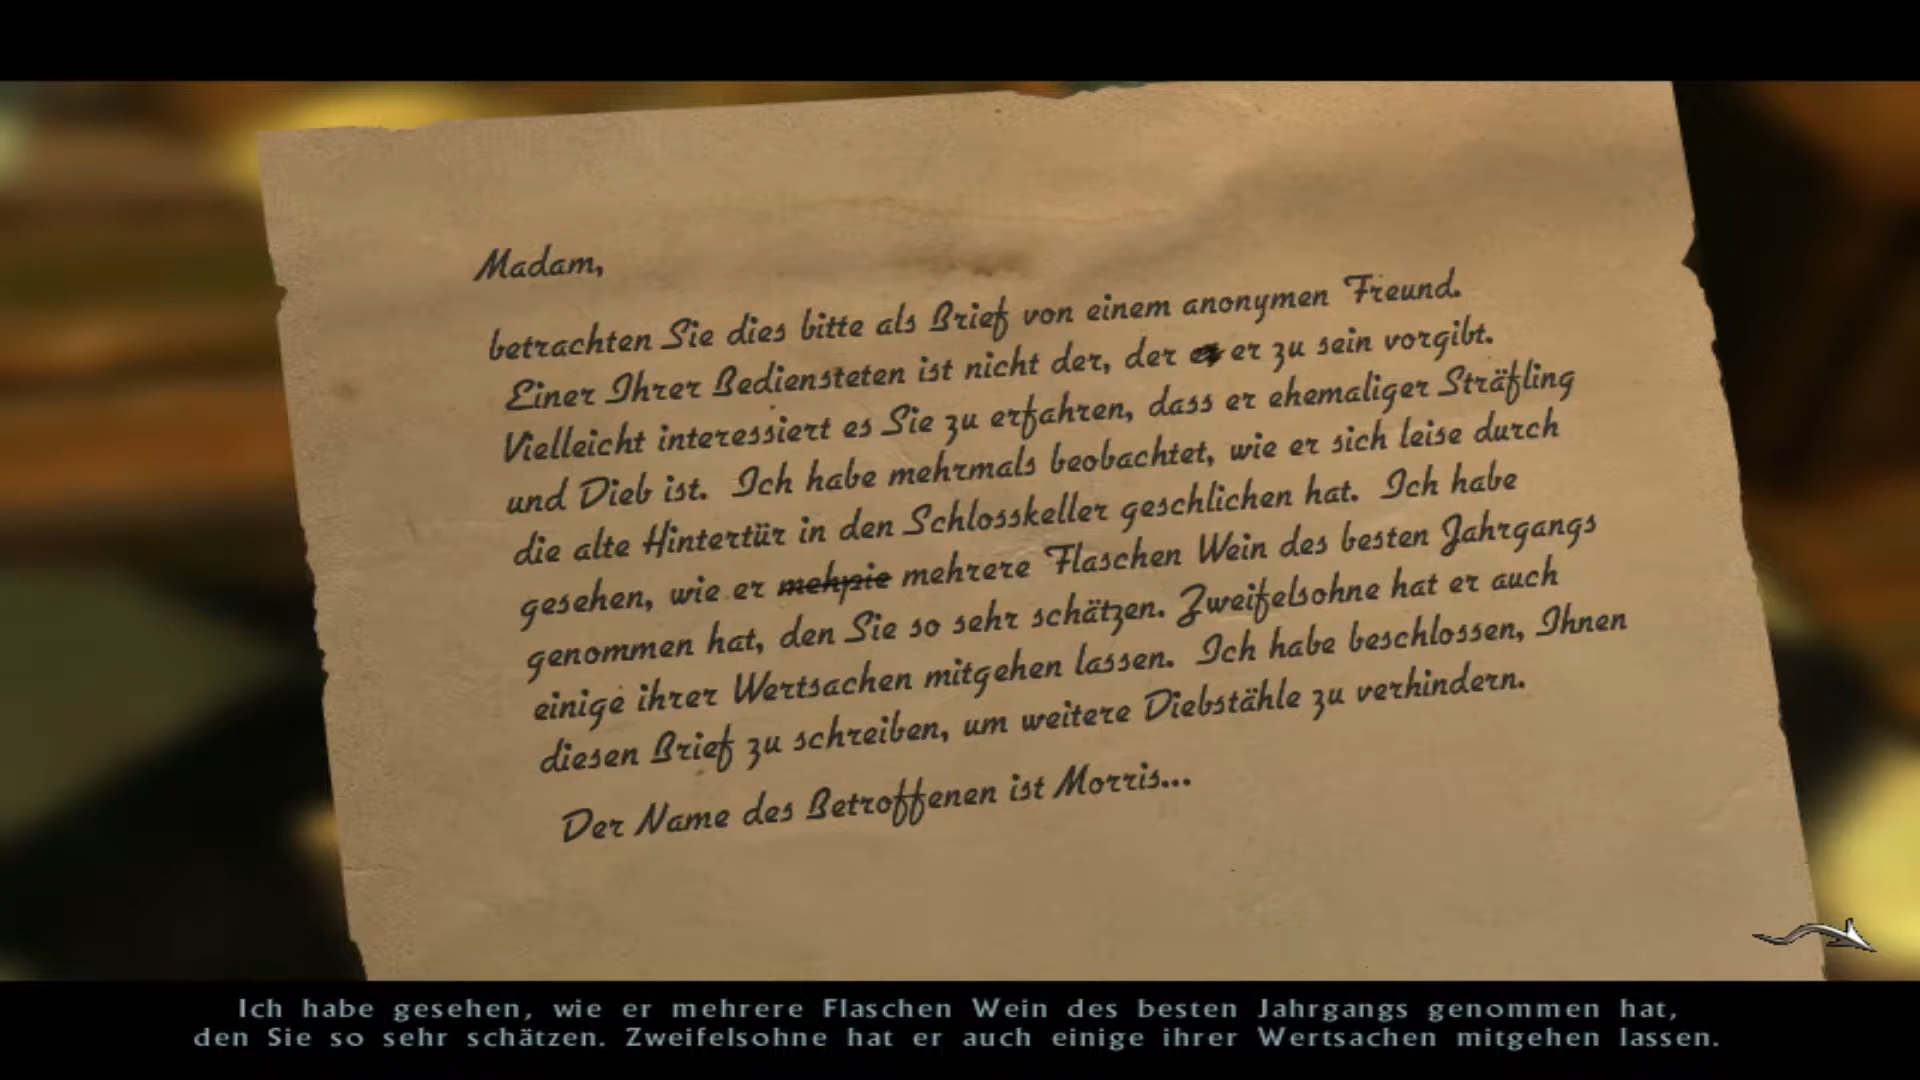 Madam,
betrachten Sie dies bitte als Brief von einem anonymen Freund.
Einer Ihrer Bediensteten ist nicht der, der er er zu sein vorgibt.
Vielleicht interessiert es Sie zu erfahren, dass er ehemaliger Sträfling
und Dieb ist. Ich habe mehrmals beobachtet, wie er sich leise durch
die alte Hintertür in den Schlosskeller geschlichen hat. Ich habe
gesehen, wie er mehrere Flaschen Wein des besten Jahrgangs
genommen hat, den Sie so sehr schätzen. Zweifelsohne hat er auch
einige ihrer Wertsachen mitgehen lassen. Ich habe beschlossen, Ihnen
diesen Brief zu schreiben, um weitere Diebstähle zu verhindern.
Der Name des Betroffenen ist Morris...
Ich habe gesehen, wie er mehrere Flaschen Wein des besten Jahrgangs genommen hat,
den Sie so sehr schätzen. Zweifelsohne hat er auch einige ihrer Wertsachen mitgehen lassen.